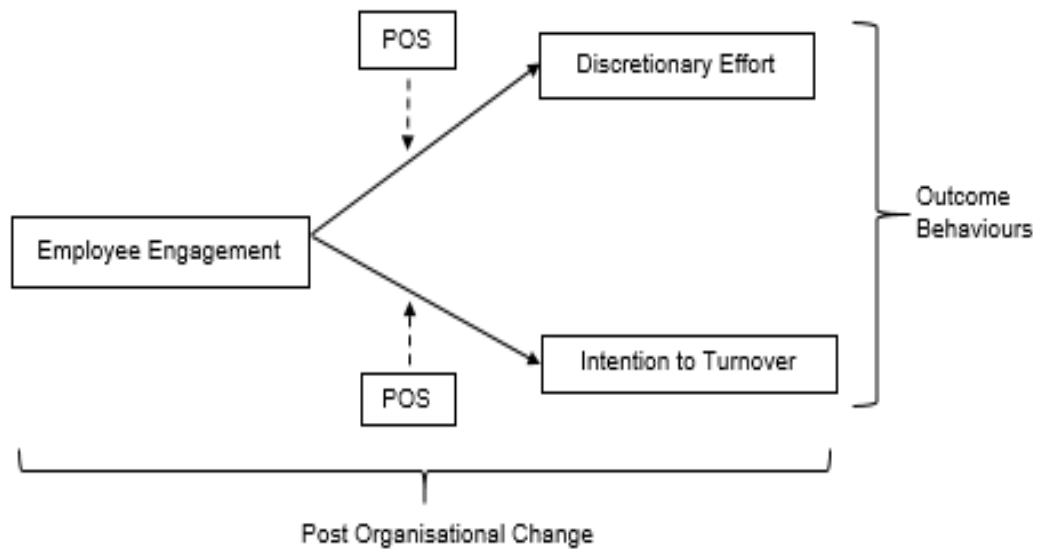 POS
Discretionary Effort
Employee Engagement
Outcome
Behaviours
Intention to Turnover
POS
Post Organisational Change